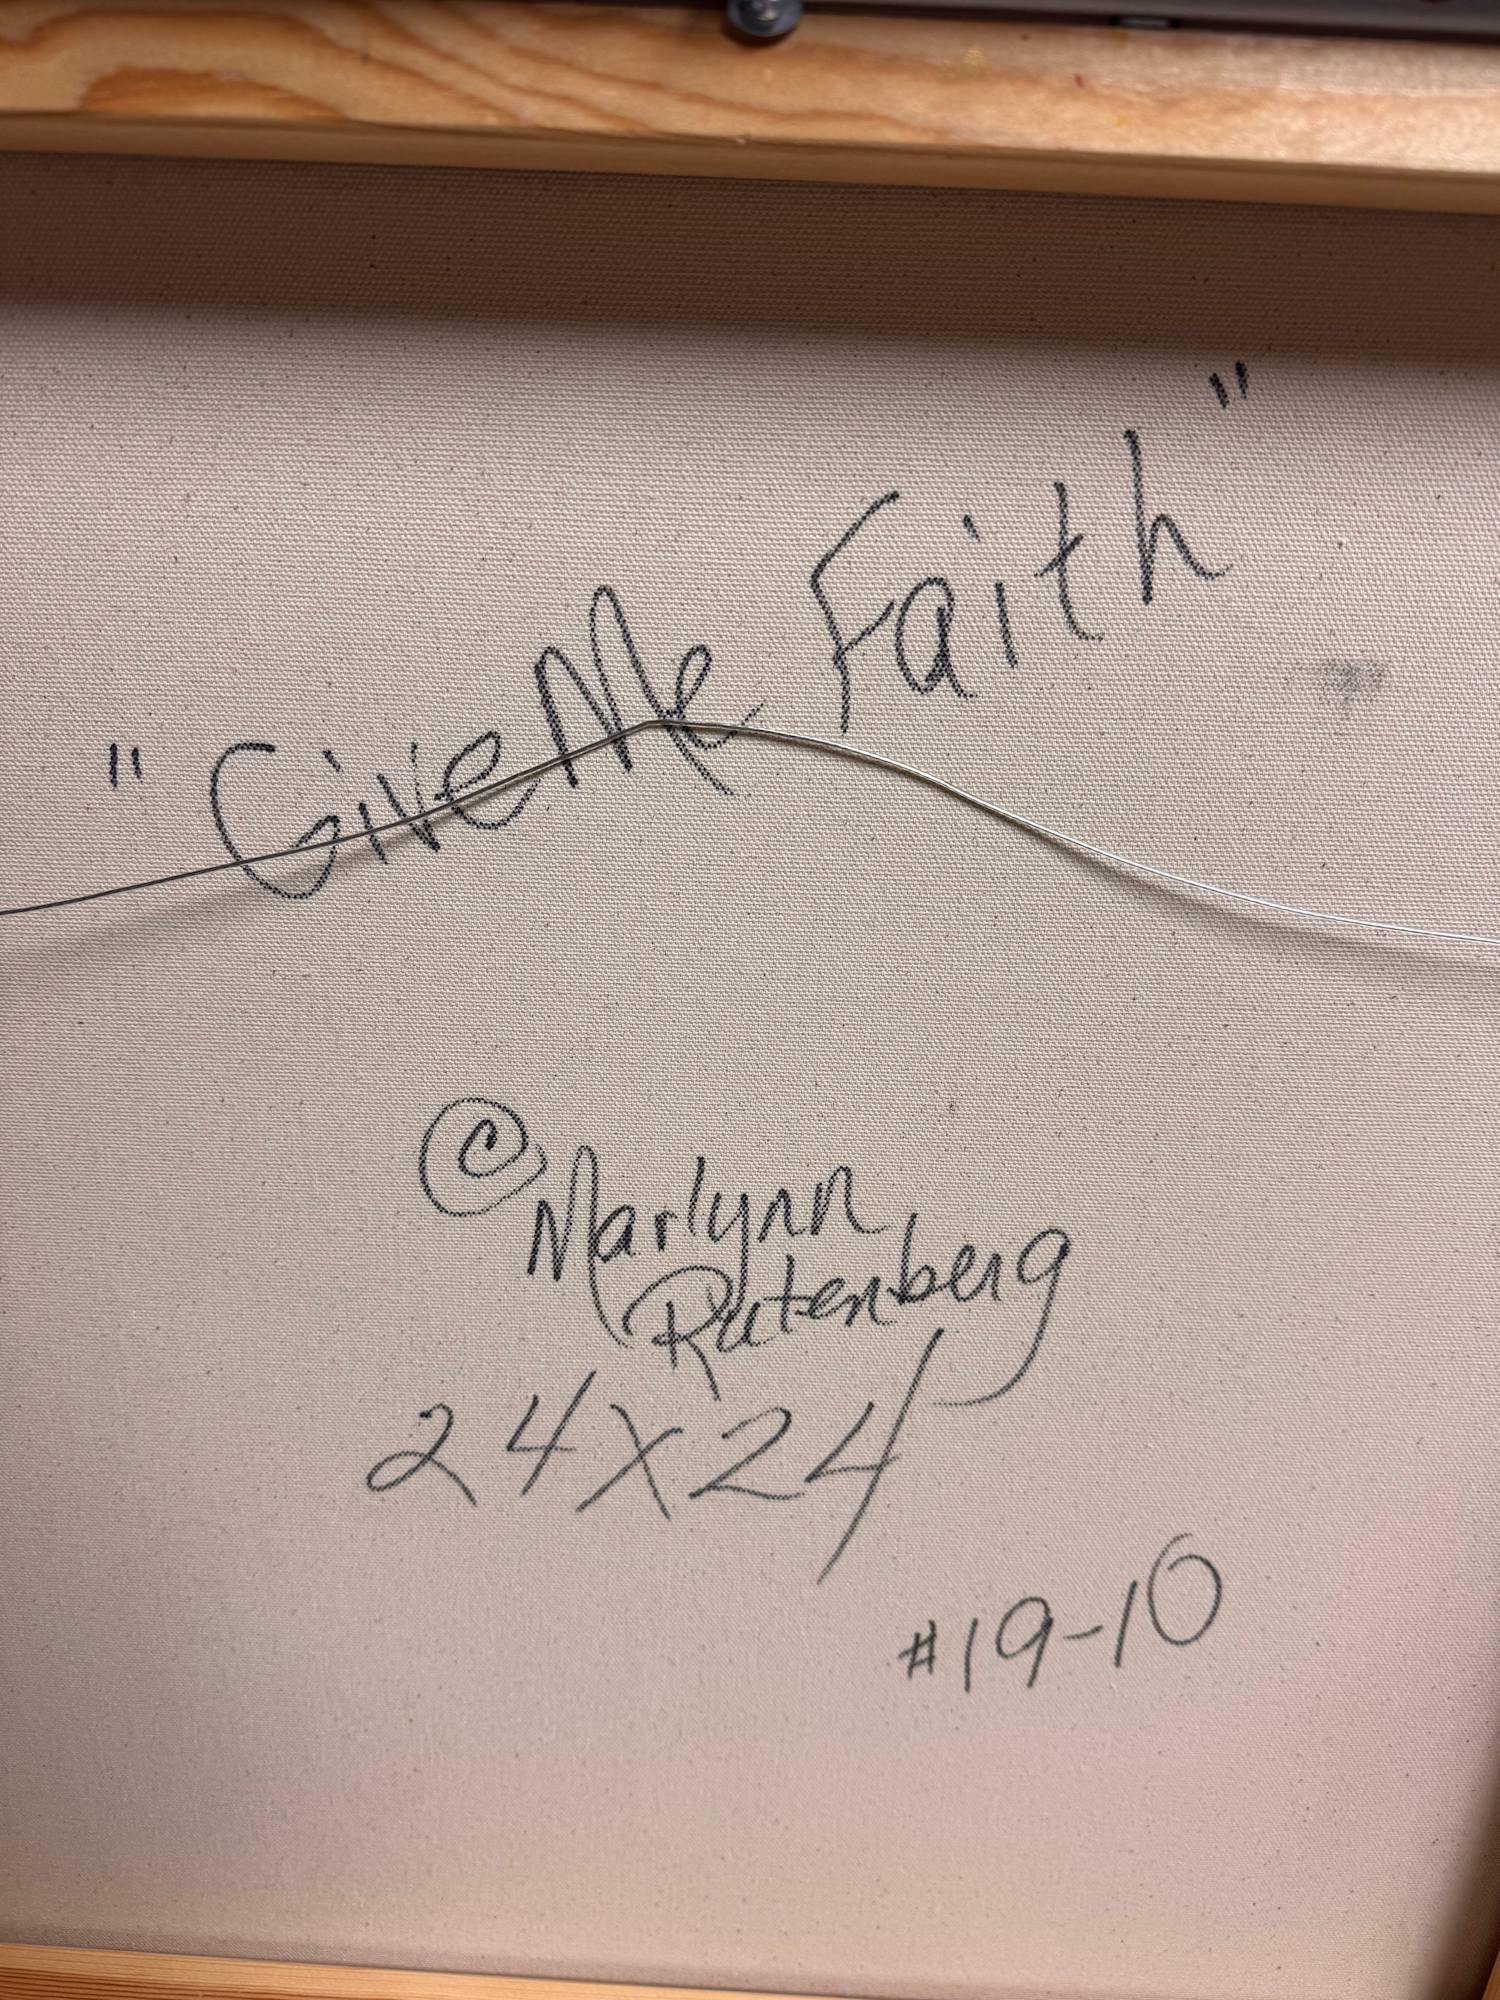 "Give Me Faith"
© Marlynn
Rutenberg
24x24
#19-10